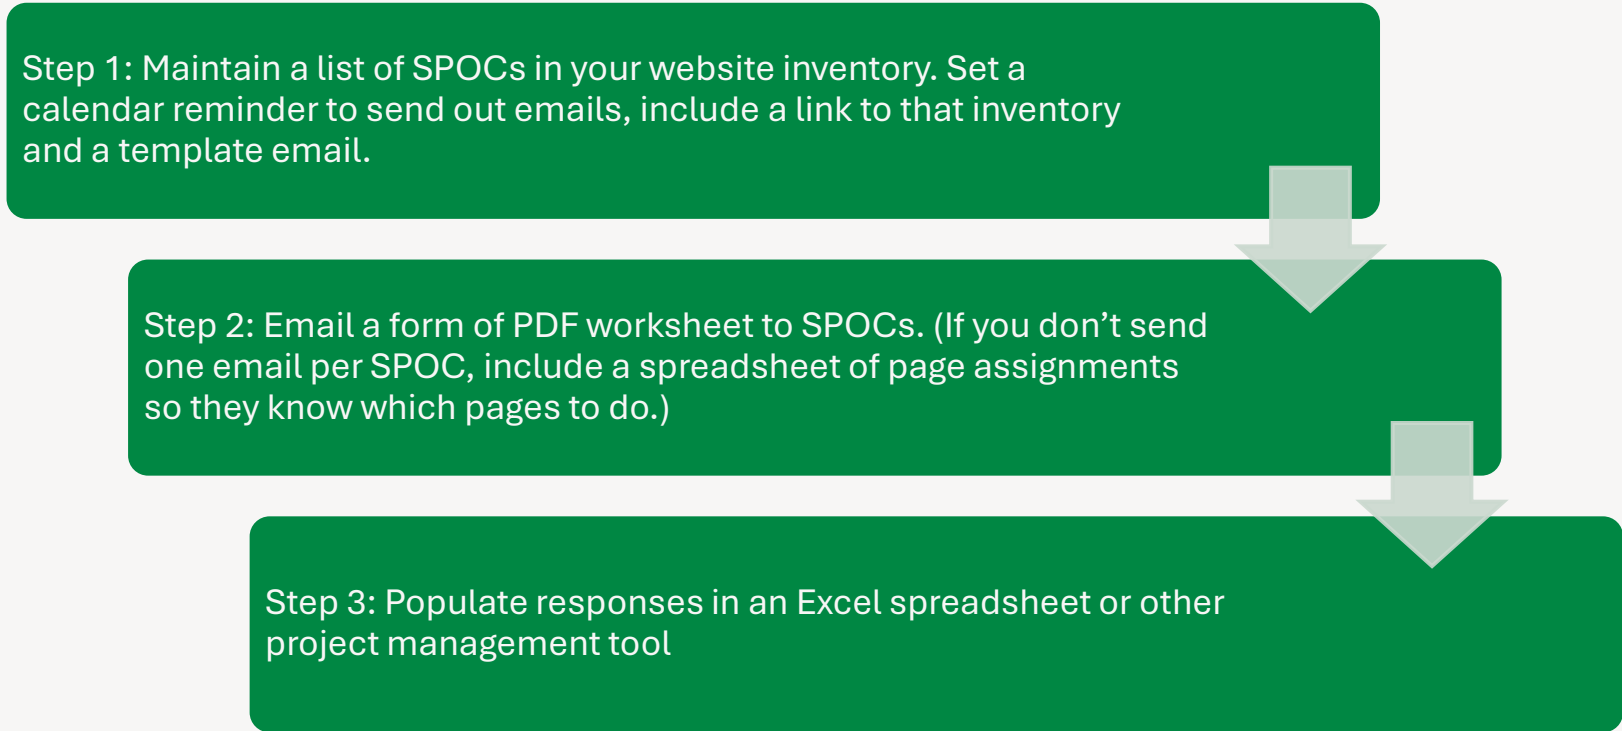 Step 1: Maintain a list of SPOCs in your website inventory. Set a
calendar reminder to send out emails, include a link to that inventory
and a template email.
Step 2: Email a form of PDF worksheet to SPOCs. (If you don’t send
one email per SPOC, include a spreadsheet of page assignments
so they know which pages to do.)
Step 3: Populate responses in an Excel spreadsheet or other
project management tool